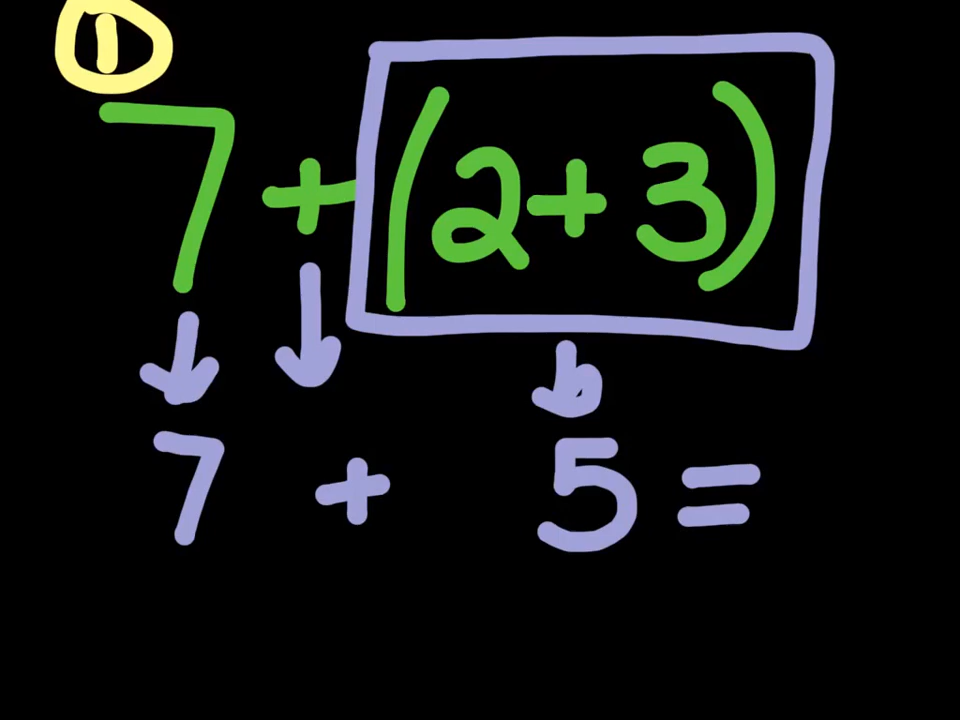 1
7 + (2 + 3)
7 + 5 =